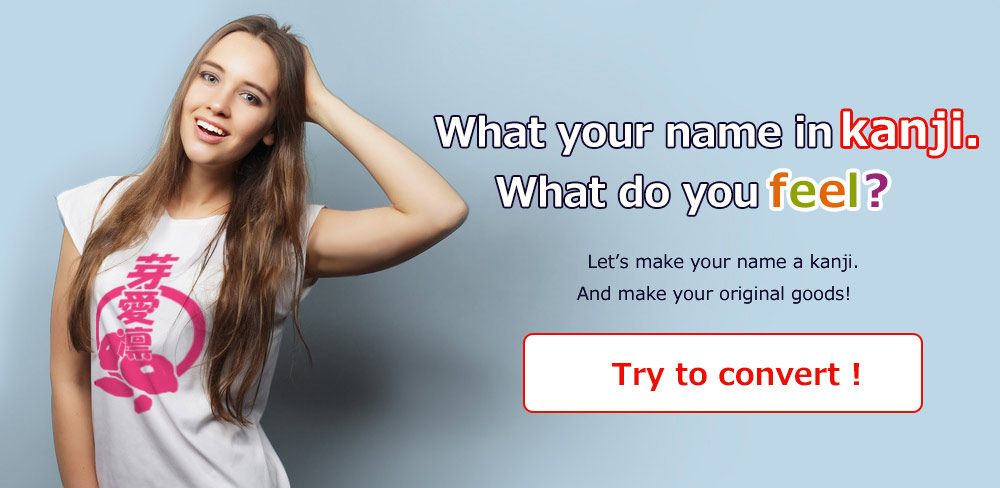 芽愛凛
What your name in kanji.
What do you feel?
Let's make your name a kanji.
And make your original goods!
Try to convert !